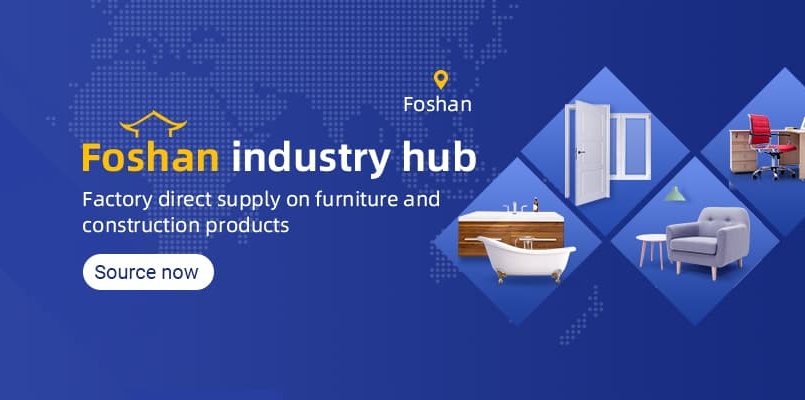 Foshan
Foshan industry hub
Factory direct supply on furniture and
construction products
Source now